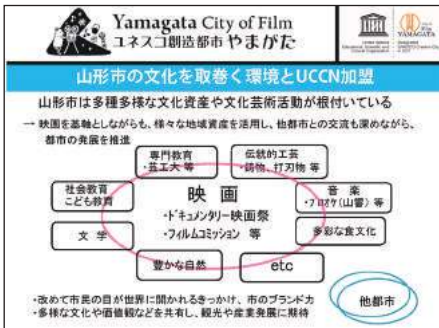 Yamagata City of Film
ユネスコ創造都市 やまがた
YAMAGATA
山形市の文化を取巻く環境とUCCN加盟
山形市は多種多様な文化資産や文化芸術活動が根付いている
→ 映画を基軸としながらも、様々な地域資産を活用し、他都市との交流も深めながら、
都市の発展を推進
専門教育
・芸工大 等
伝統的工芸
・鋳物、打刃物 等
社会教育
こども教育
映画
・ドキュメンタリー映画祭
・フィルムコミッション 等
音楽
・プロオケ(山響) 等
文学
多彩な食文化
豊かな自然
etc
・改めて市民の目が世界に開かれるきっかけ、市のブランド力
・多様な文化や価値観などを共有し、観光や産業発展に期待
他都市